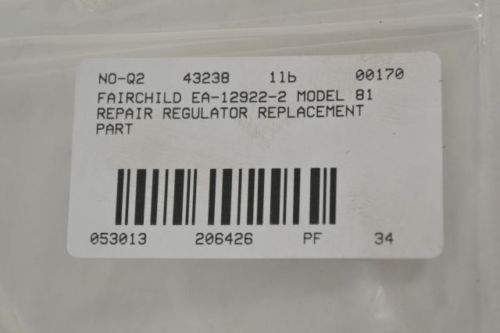 NO-Q2 43238 11b 00170
FAIRCHILD EA-12922-2 MODEL 81
REPAIR REGULATOR REPLACEMENT
PART
053013 206426 PF 34